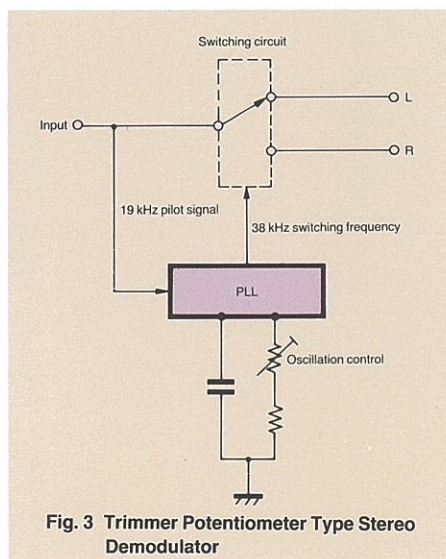 Switching circuit
Input
L
R
19 kHz pilot signal
38 kHz switching frequency
PLL
Oscillation control
Fig. 3 Trimmer Potentiometer Type Stereo
Demodulator